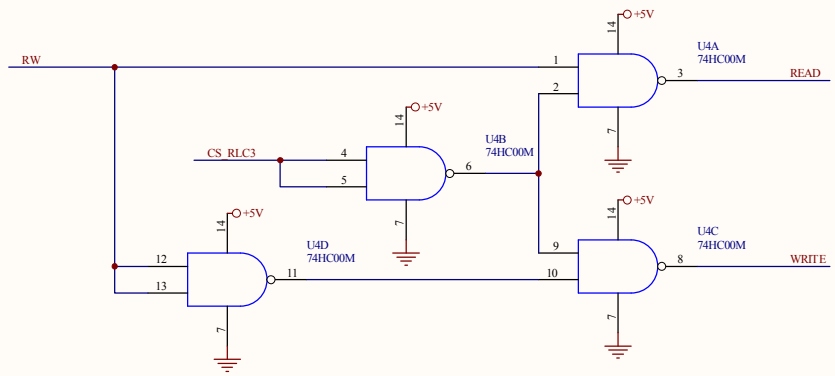 +5V
14
U4A
74HC00M
RW
1
3
READ
2
7
+5V
14
U4B
74HC00M
CS_RLC3
4
6
5
7
+5V
14
U4C
74HC00M
9
8
WRITE
10
7
+5V
14
U4D
74HC00M
12
11
13
7